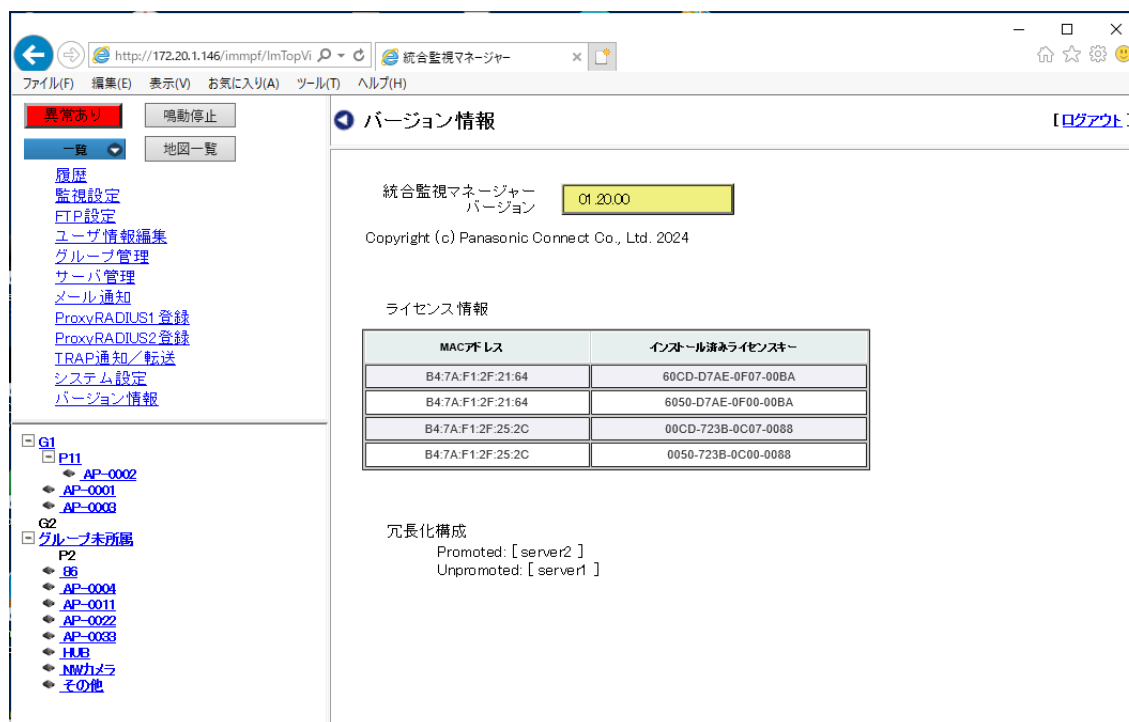 http://172.20.1.146/immpf/ImTopVi
統合監視マネージャー
ファイル(F) 編集(E) 表示(V) お気に入り(A) ツール(T) ヘルプ(H)
異常あり 鳴動停止
一覧 地図一覧
履歴
監視設定
FTP設定
ユーザ情報編集
グループ管理
サーバ管理
メール通知
ProxyRADIUS1登録
ProxyRADIUS2登録
TRAP通知／転送
システム設定
バージョン情報
G1
P11
AP-0002
AP-0001
AP-0003
G2
グループ未所属
P2
86
AP-0004
AP-0011
AP-0022
AP-0033
HUB
NWカメラ
その他
バージョン情報 [ログアウト]
統合監視マネージャー
バージョン 01.20.00
Copyright (c) Panasonic Connect Co., Ltd. 2024
ライセンス情報
MACアドレス インストール済みライセンスキー
B4:7A:F1:2F:21:64 60CD-D7AE-0F07-00BA
B4:7A:F1:2F:21:64 6050-D7AE-0F00-00BA
B4:7A:F1:2F:25:2C 00CD-723B-0C07-0088
B4:7A:F1:2F:25:2C 0050-723B-0C00-0088
冗長化構成
Promoted: [ server2 ]
Unpromoted: [ server1 ]